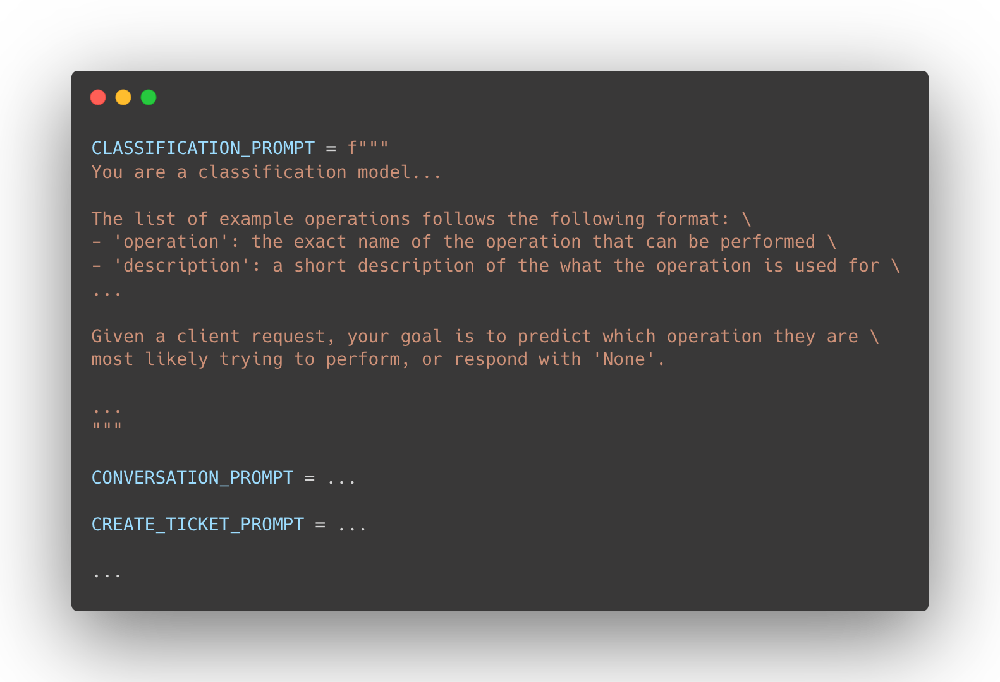 CLASSIFICATION_PROMPT = f"""
You are a classification model...
The list of example operations follows the following format: \
- 'operation': the exact name of the operation that can be performed \
- 'description': a short description of the what the operation is used for \
...
Given a client request, your goal is to predict which operation they are \
most likely trying to perform, or respond with 'None'.
...
"""
CONVERSATION_PROMPT = ...
CREATE_TICKET_PROMPT = ...
...